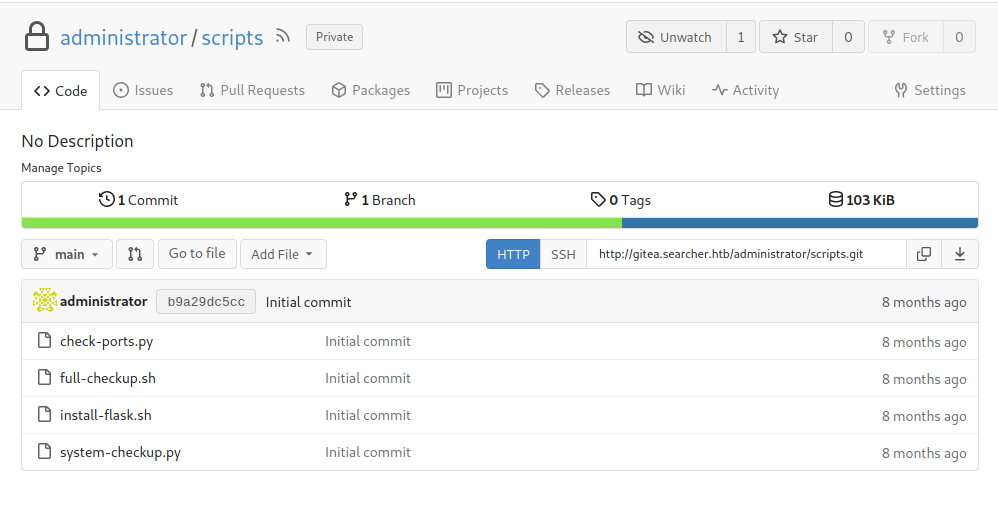 administrator / scripts Private Unwatch 1 Star 0 Fork 0
Code Issues Pull Requests Packages Projects Releases Wiki Activity Settings
No Description
Manage Topics
1 Commit 1 Branch 0 Tags 103 KiB
main Go to file Add File HTTP SSH http://gitea.searcher.htb/administrator/scripts.git
administrator b9a29dc5cc Initial commit 8 months ago
check-ports.py Initial commit 8 months ago
full-checkup.sh Initial commit 8 months ago
install-flask.sh Initial commit 8 months ago
system-checkup.py Initial commit 8 months ago